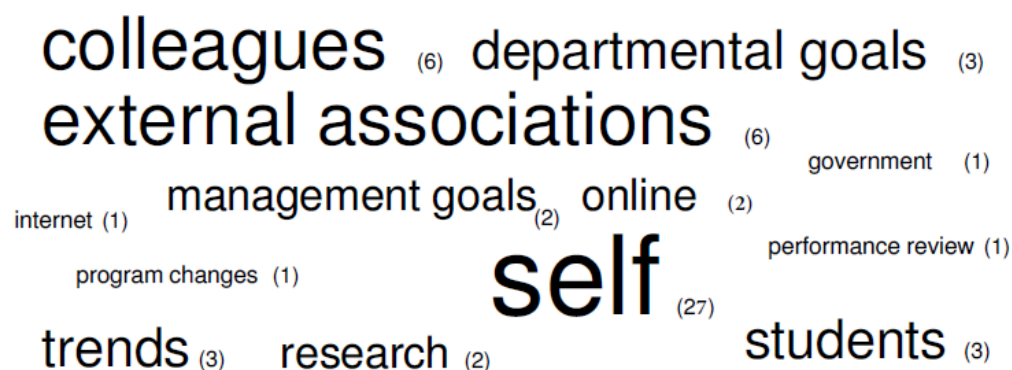 colleagues (6) departmental goals (3)
external associations (6)
government (1)
management goals (2) online (2)
internet (1)
performance review (1)
program changes (1)
self (27)
trends (3) research (2) students (3)